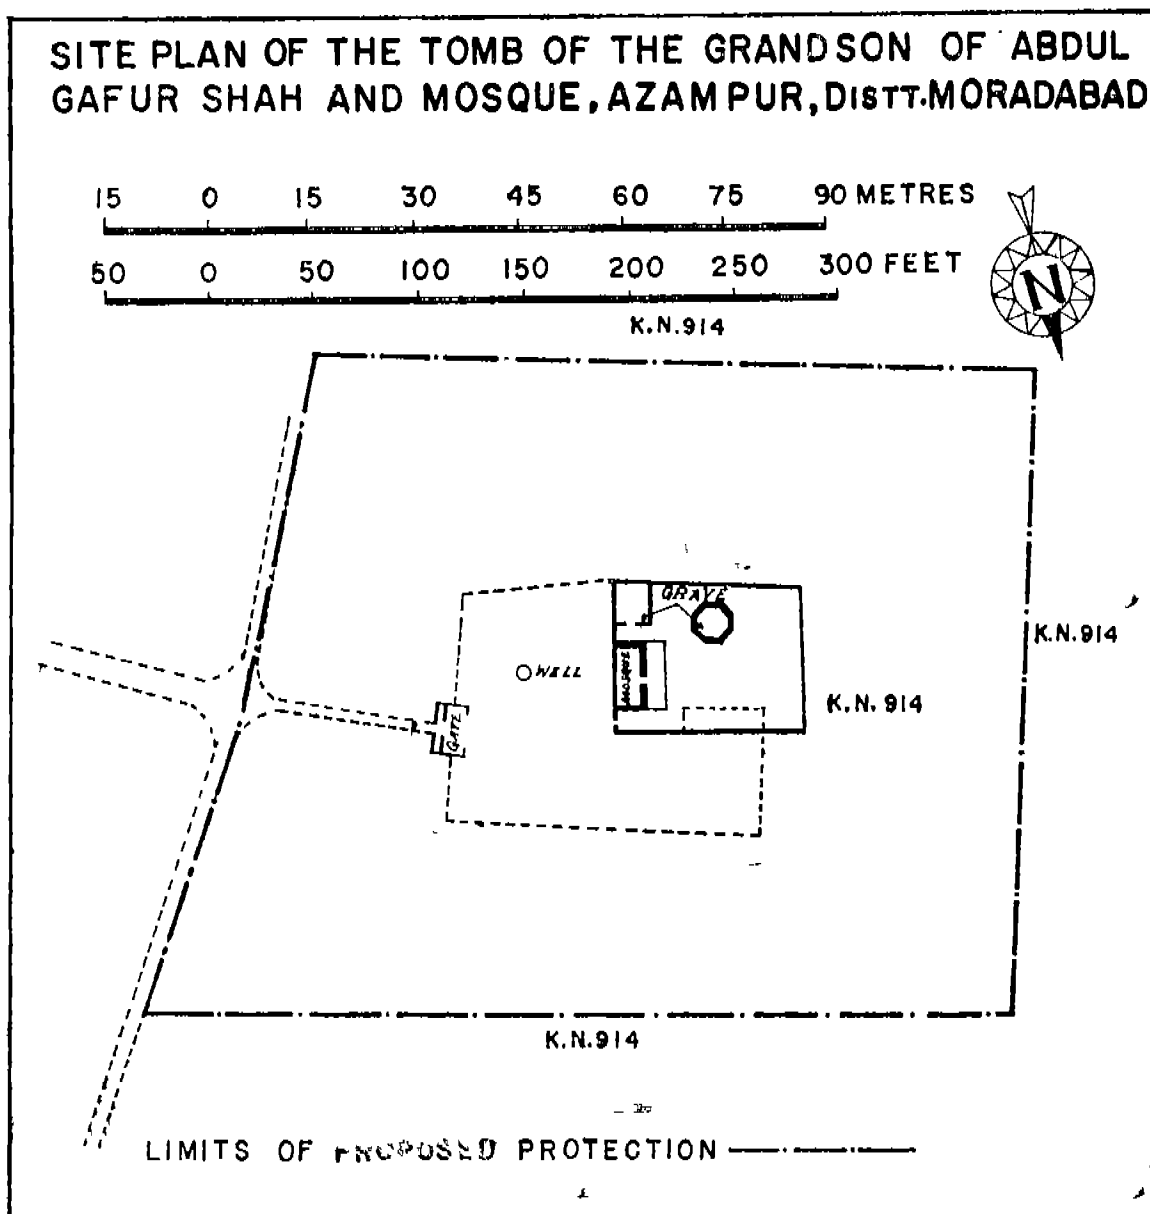 SITE PLAN OF THE TOMB OF THE GRANDSON OF ABDUL
GAFUR SHAH AND MOSQUE, AZAMPUR, DISTT. MORADABAD
15 0 15 30 45 60 75 90 METRES
50 0 50 100 150 200 250 300 FEET
N
K.N.914
GRAVE
K.N.914
WELL
MOSQUE
K.N.914
GATE
K.N.914
LIMITS OF PROPOSED PROTECTION